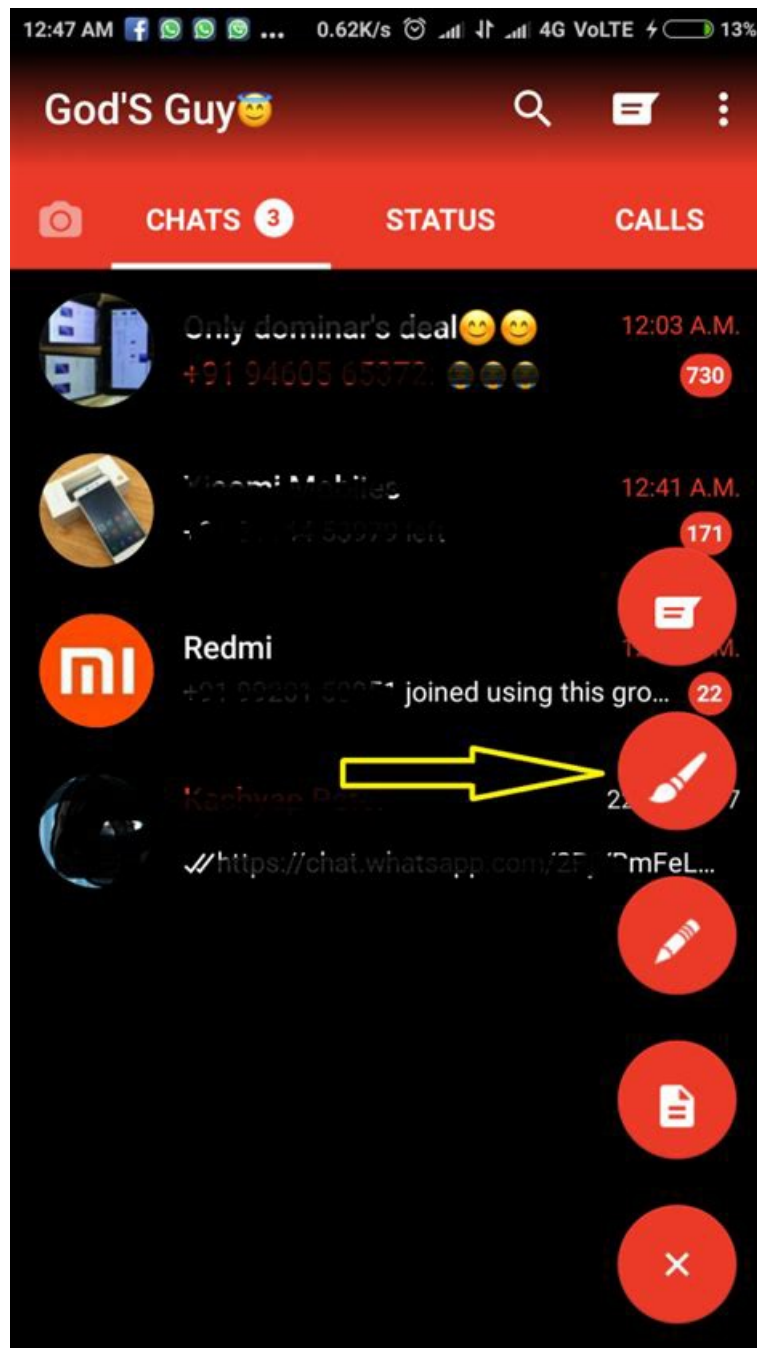 12:47 AM ... 0.62K/s 4G VoLTE 13%
God'S Guy😇
CHATS 3 STATUS CALLS
Only dominar's deal😊😊 12:03 A.M.
730
12:41 A.M.
left 171
Redmi
joined using this gro... 22
https://chat.whatsapp.com/